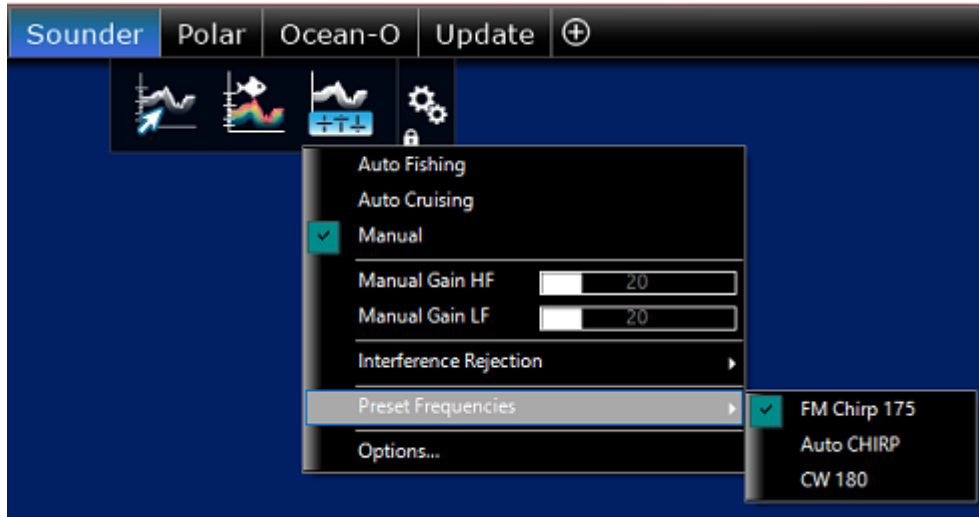 Sounder Polar Ocean-O Update
Auto Fishing
Auto Cruising
Manual
Manual Gain HF 20
Manual Gain LF 20
Interference Rejection
Preset Frequencies
FM Chirp 175
Auto CHIRP
CW 180
Options...